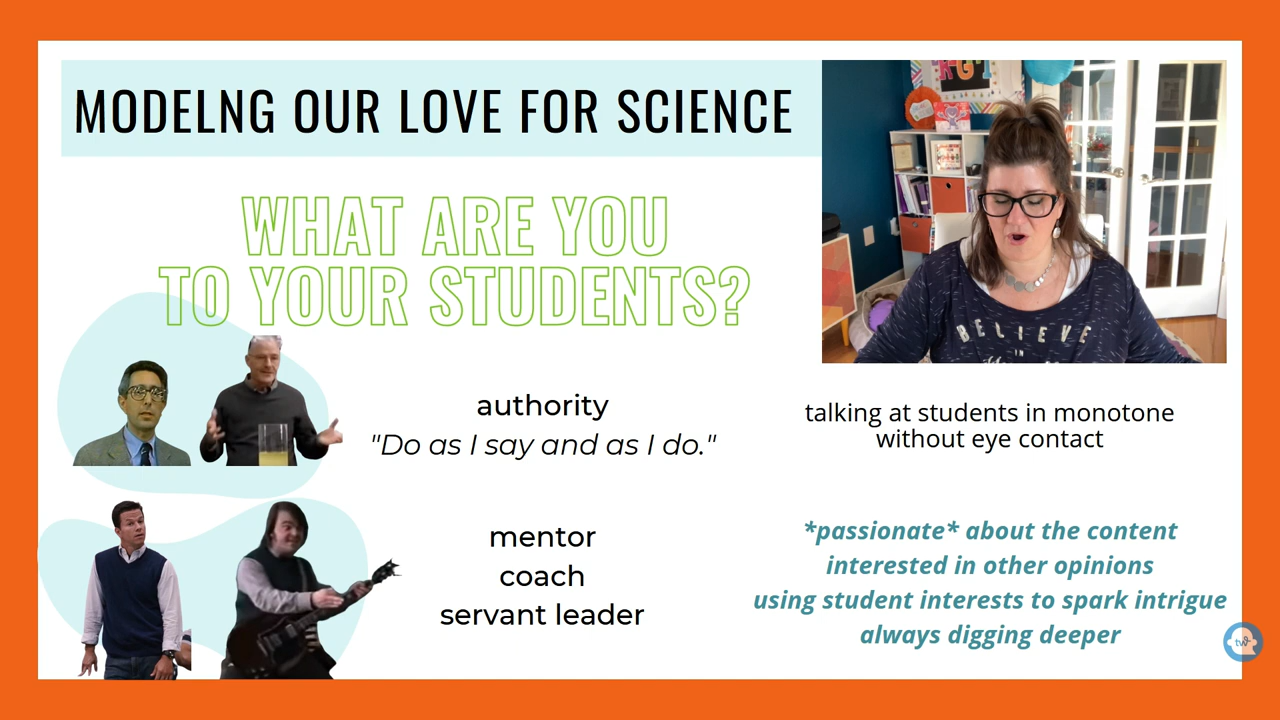 MODELNG OUR LOVE FOR SCIENCE
WHAT ARE YOU
TO YOUR STUDENTS?
authority
"Do as I say and as I do."
talking at students in monotone
without eye contact
mentor
coach
servant leader
*passionate* about the content
interested in other opinions
using student interests to spark intrigue
always digging deeper
BELIEVE
IN